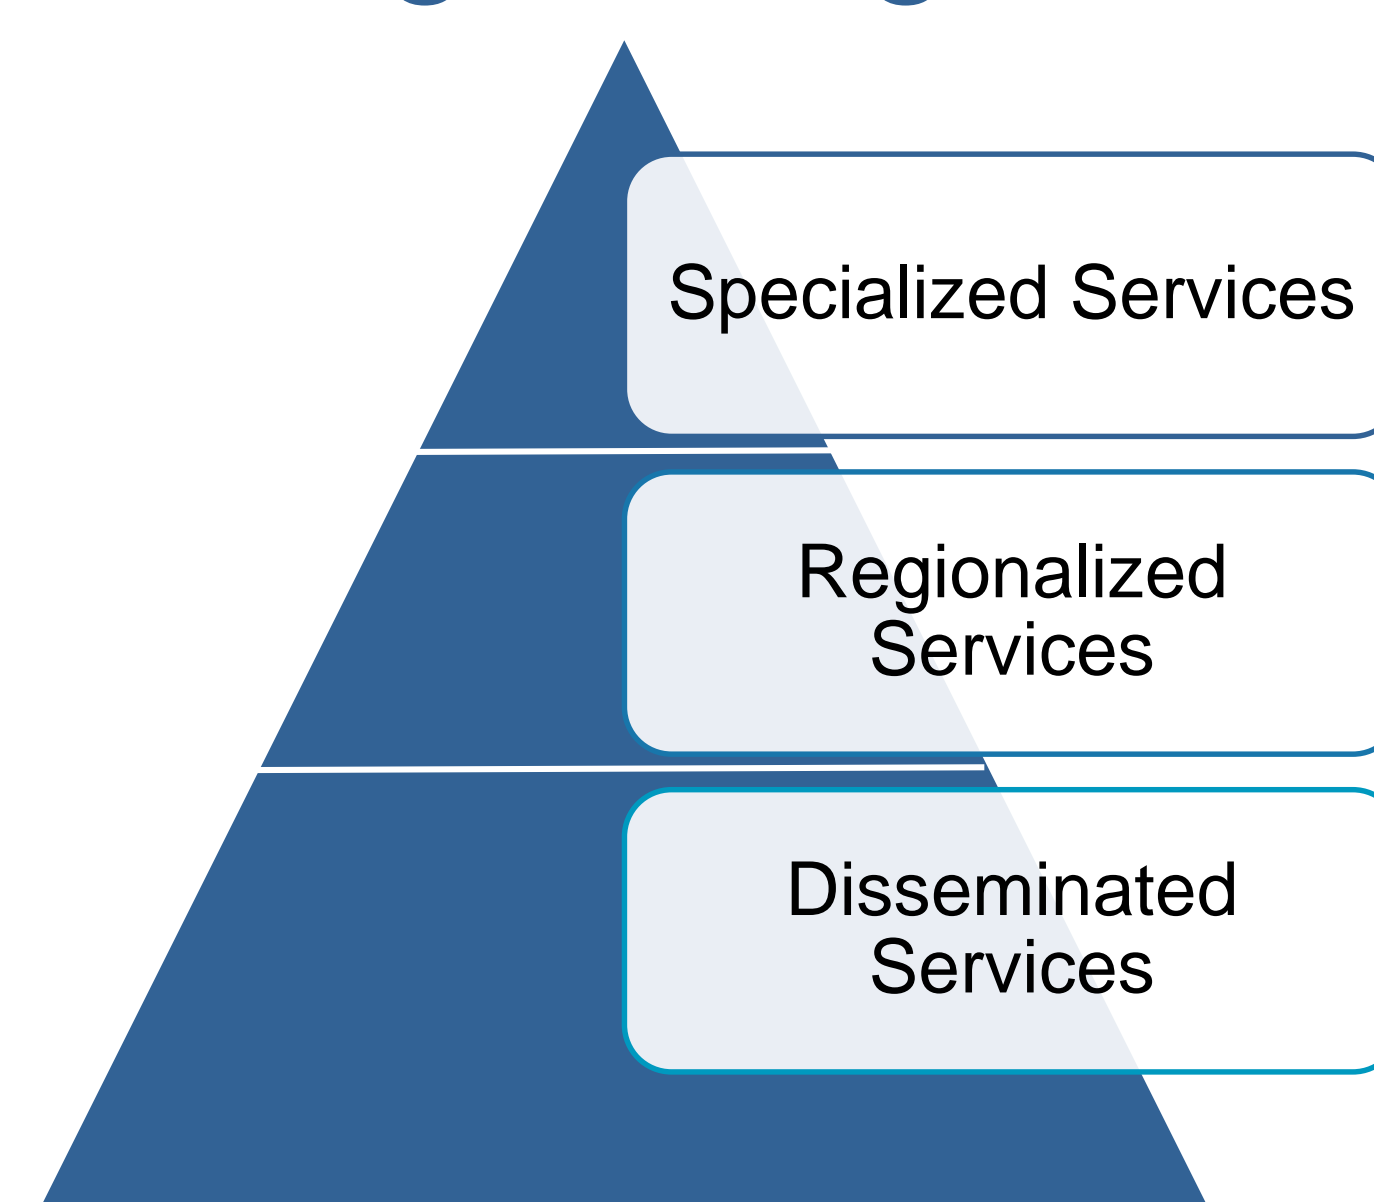 Specialized Services
Regionalized
Services
Disseminated
Services